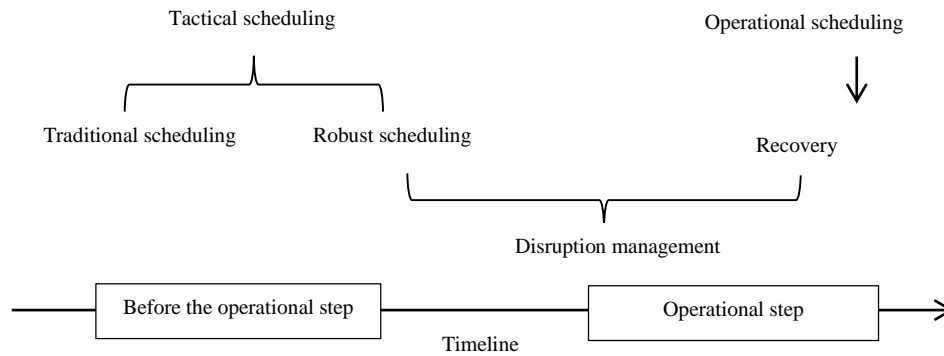 Tactical scheduling
Operational scheduling
Traditional scheduling
Robust scheduling
Recovery
Disruption management
Before the operational step
Operational step
Timeline